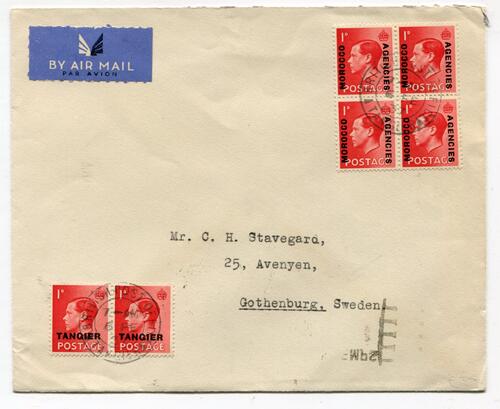 BY AIR MAIL
PAR AVION
1D 1D
MOROCCO AGENCIES MOROCCO AGENCIES
POSTAGE POSTAGE
1D 1D
MOROCCO AGENCIES MOROCCO AGENCIES
POSTAGE POSTAGE
Mr. C. H. Stavegard,
25, Avenyen,
Gothenburg, Sweden.
1D 1D
TANGIER TANGIER
POSTAGE POSTAGE